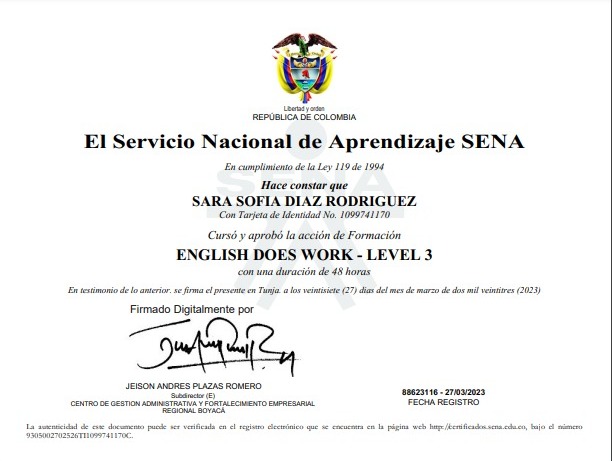 Libertad y orden
REPÚBLICA DE COLOMBIA
El Servicio Nacional de Aprendizaje SENA
En cumplimiento de la Ley 119 de 1994
Hace constar que
SARA SOFIA DIAZ RODRIGUEZ
Con Tarjeta de Identidad No. 1099741170
Cursó y aprobó la acción de Formación
ENGLISH DOES WORK - LEVEL 3
con una duración de 48 horas
En testimonio de lo anterior. se firma el presente en Tunja. a los veintisiete (27) días del mes de marzo de dos mil veintitres (2023)
Firmado Digitalmente por
JEISON ANDRES PLAZAS ROMERO
Subdirector (E)
CENTRO DE GESTION ADMINISTRATIVA Y FORTALECIMIENTO EMPRESARIAL
REGIONAL BOYACÁ
88623116 - 27/03/2023
FECHA REGISTRO
La autenticidad de este documento puede ser verificada en el registro electrónico que se encuentra en la página web http://certificados.sena.edu.co, bajo el número
9305002702526TI1099741170C.